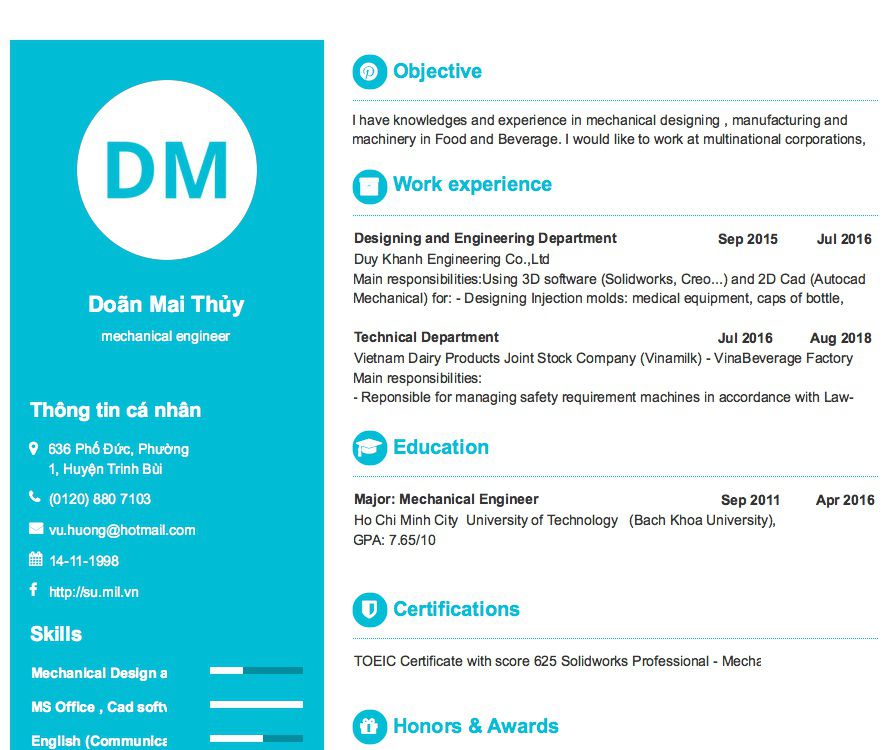 DM
Doãn Mai Thủy
mechanical engineer
Thông tin cá nhân
636 Phố Đức, Phường
1, Huyện Trinh Bùi
(0120) 880 7103
vu.huong@hotmail.com
14-11-1998
http://su.mil.vn
Skills
Mechanical Design a
MS Office , Cad softv
English (Communica
Objective
I have knowledges and experience in mechanical designing , manufacturing and
machinery in Food and Beverage. I would like to work at multinational corporations,
Work experience
Designing and Engineering Department Sep 2015 Jul 2016
Duy Khanh Engineering Co.,Ltd
Main responsibilities:Using 3D software (Solidworks, Creo...) and 2D Cad (Autocad
Mechanical) for: - Designing Injection molds: medical equipment, caps of bottle,
Technical Department Jul 2016 Aug 2018
Vietnam Dairy Products Joint Stock Company (Vinamilk) - VinaBeverage Factory
Main responsibilities:
- Reponsible for managing safety requirement machines in accordance with Law-
Education
Major: Mechanical Engineer Sep 2011 Apr 2016
Ho Chi Minh City University of Technology (Bach Khoa University),
GPA: 7.65/10
Certifications
TOEIC Certificate with score 625 Solidworks Professional - Mecha
Honors & Awards